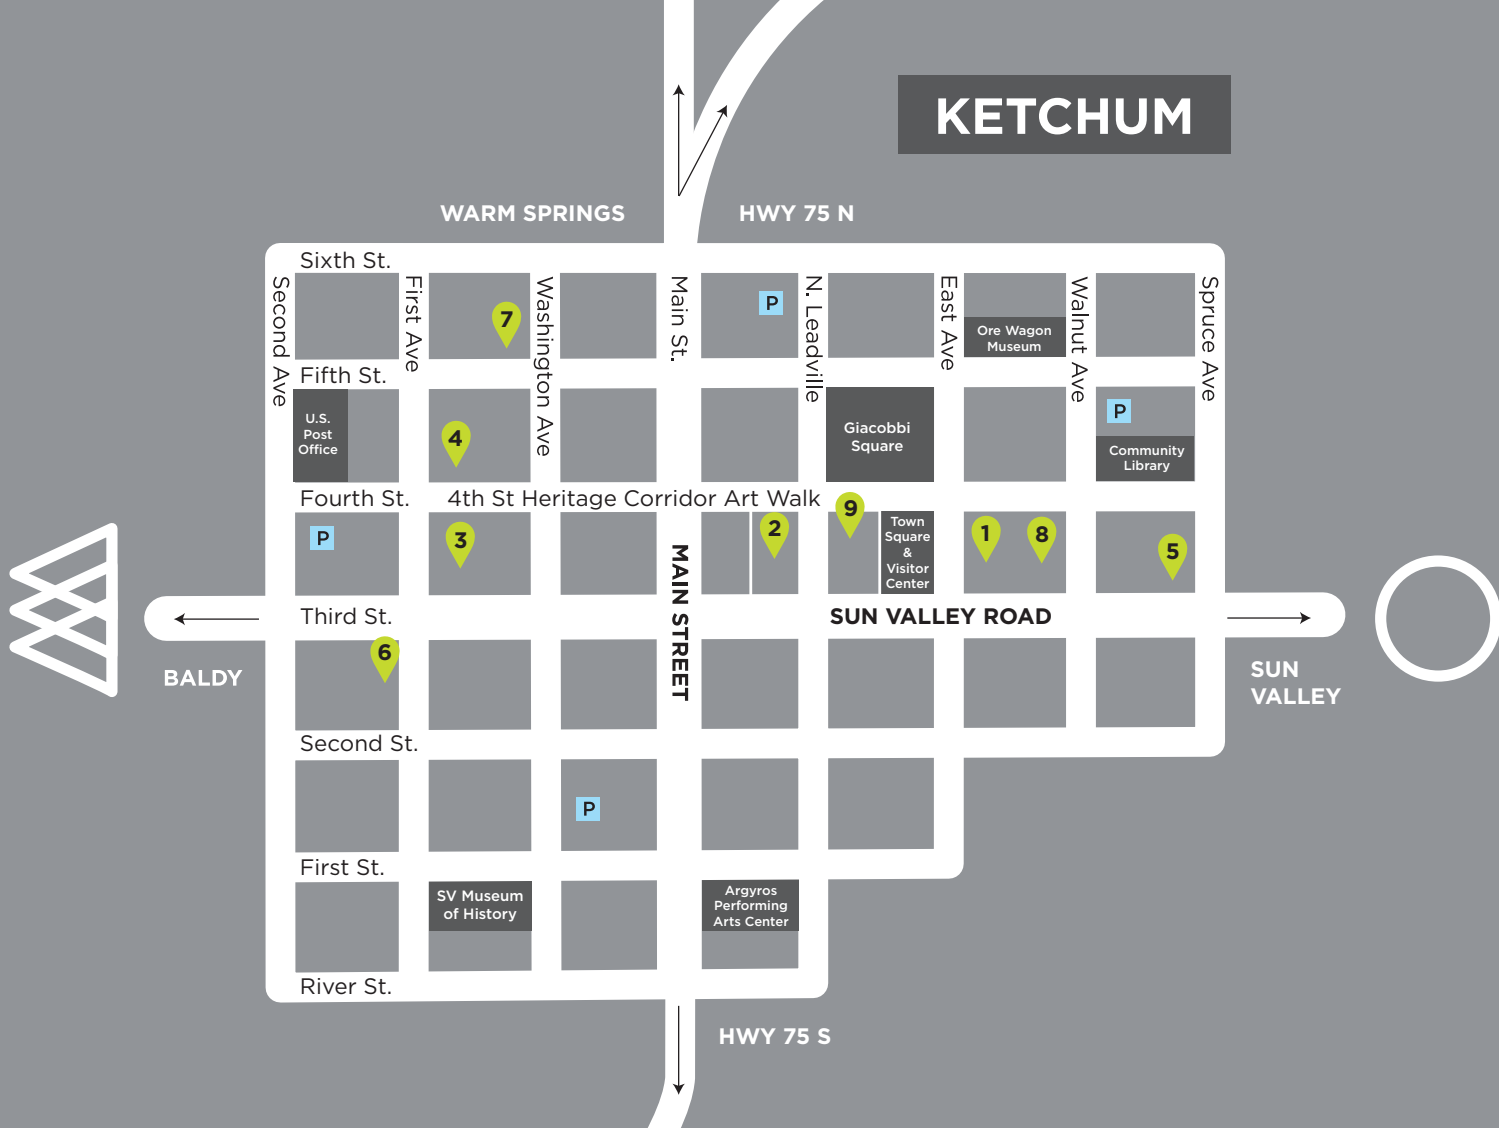 KETCHUM
WARM SPRINGS
HWY 75 N
Sixth St.
Second Ave
First Ave
Washington Ave
Main St.
N. Leadville
East Ave
Walnut Ave
Spruce Ave
P
7
Ore Wagon
Museum
Fifth St.
U.S.
Post
Office
4
Giacobbi
Square
P
Community
Library
Fourth St.
4th St Heritage Corridor Art Walk
P
3
2
9
Town
Square
&
Visitor
Center
1
8
5
MAIN STREET
Third St.
SUN VALLEY ROAD
6
BALDY
SUN
VALLEY
Second St.
P
First St.
SV Museum
of History
Argyros
Performing
Arts Center
River St.
HWY 75 S